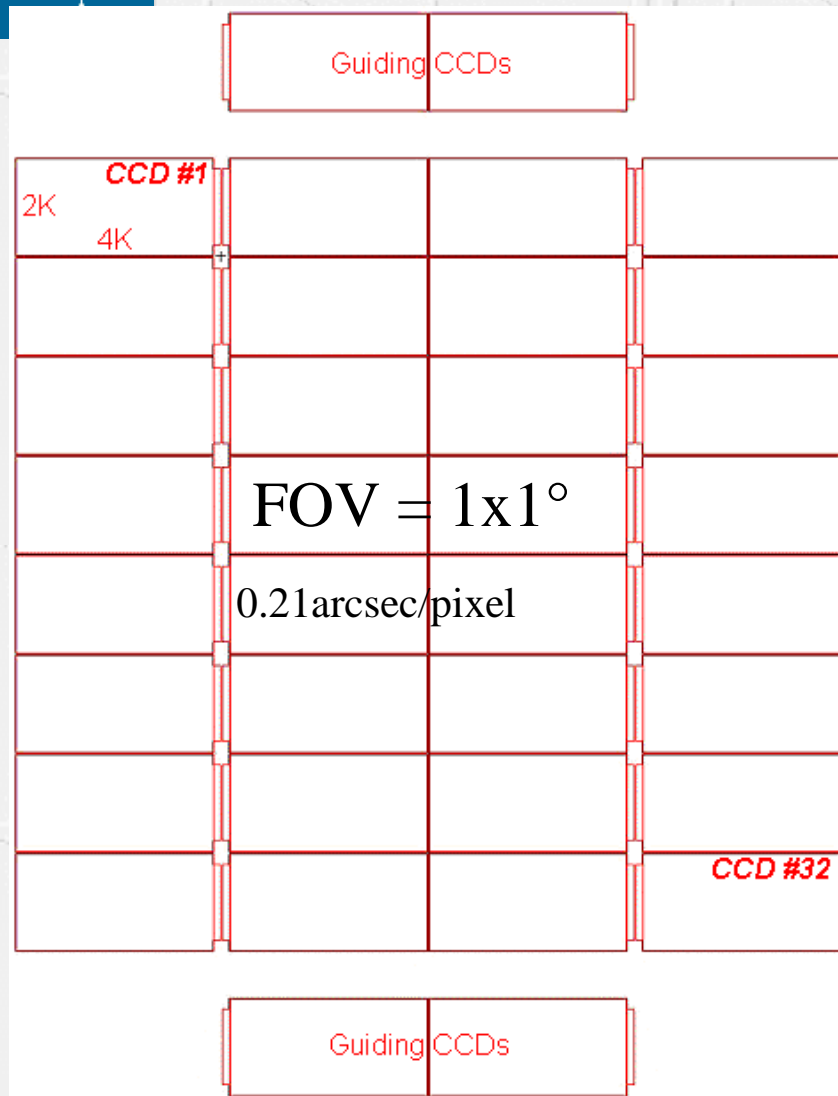 Guiding CCDs
CCD #1
2K
4K
FOV = 1x1°
0.21arcsec/pixel
CCD #32
Guiding CCDs